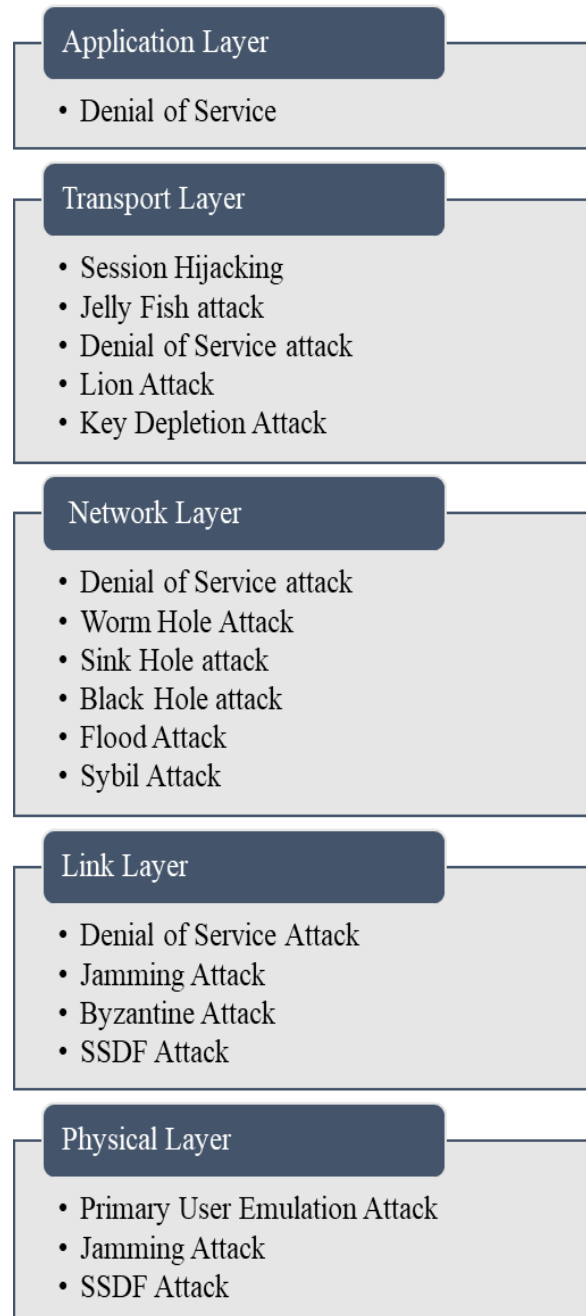 Application Layer
• Denial of Service
Transport Layer
• Session Hijacking
• Jelly Fish attack
• Denial of Service attack
• Lion Attack
• Key Depletion Attack
Network Layer
• Denial of Service attack
• Worm Hole Attack
• Sink Hole attack
• Black Hole attack
• Flood Attack
• Sybil Attack
Link Layer
• Denial of Service Attack
• Jamming Attack
• Byzantine Attack
• SSDF Attack
Physical Layer
• Primary User Emulation Attack
• Jamming Attack
• SSDF Attack